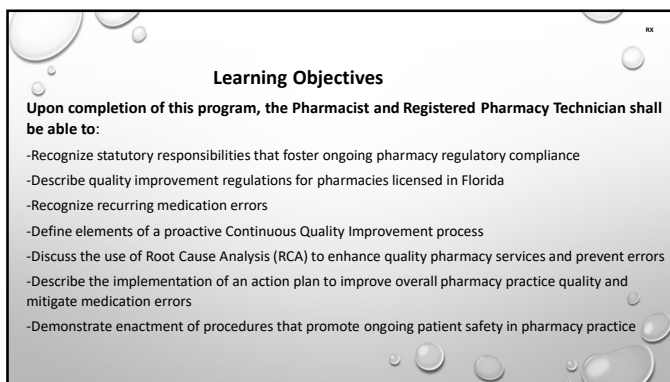 RX
Learning Objectives
Upon completion of this program, the Pharmacist and Registered Pharmacy Technician shall
be able to:
-Recognize statutory responsibilities that foster ongoing pharmacy regulatory compliance
-Describe quality improvement regulations for pharmacies licensed in Florida
-Recognize recurring medication errors
-Define elements of a proactive Continuous Quality Improvement process
-Discuss the use of Root Cause Analysis (RCA) to enhance quality pharmacy services and prevent errors
-Describe the implementation of an action plan to improve overall pharmacy practice quality and
mitigate medication errors
-Demonstrate enactment of procedures that promote ongoing patient safety in pharmacy practice